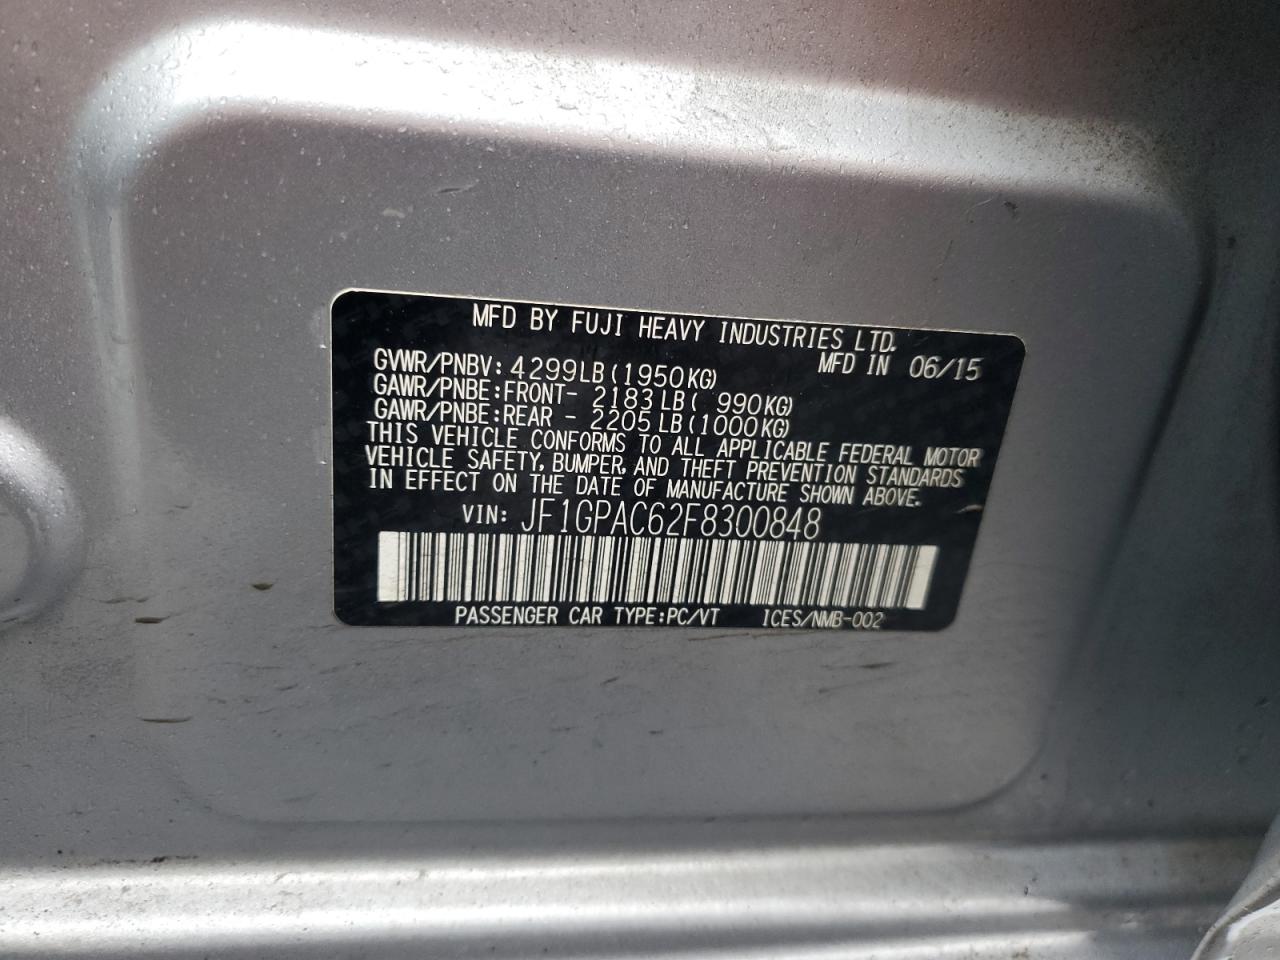 MFD BY FUJI HEAVY INDUSTRIES LTD.
MFD IN 06/15
GVWR/PNBV: 4299LB(1950KG)
GAWR/PNBE:FRONT- 2183LB( 990KG)
GAWR/PNBE:REAR - 2205LB(1000KG)
THIS VEHICLE CONFORMS TO ALL APPLICABLE FEDERAL MOTOR
VEHICLE SAFETY, BUMPER, AND THEFT PREVENTION STANDARDS
IN EFFECT ON THE DATE OF MANUFACTURE SHOWN ABOVE.
VIN: JF1GPAC62F8300848
PASSENGER CAR TYPE:PC/VT ICES/NMB-002